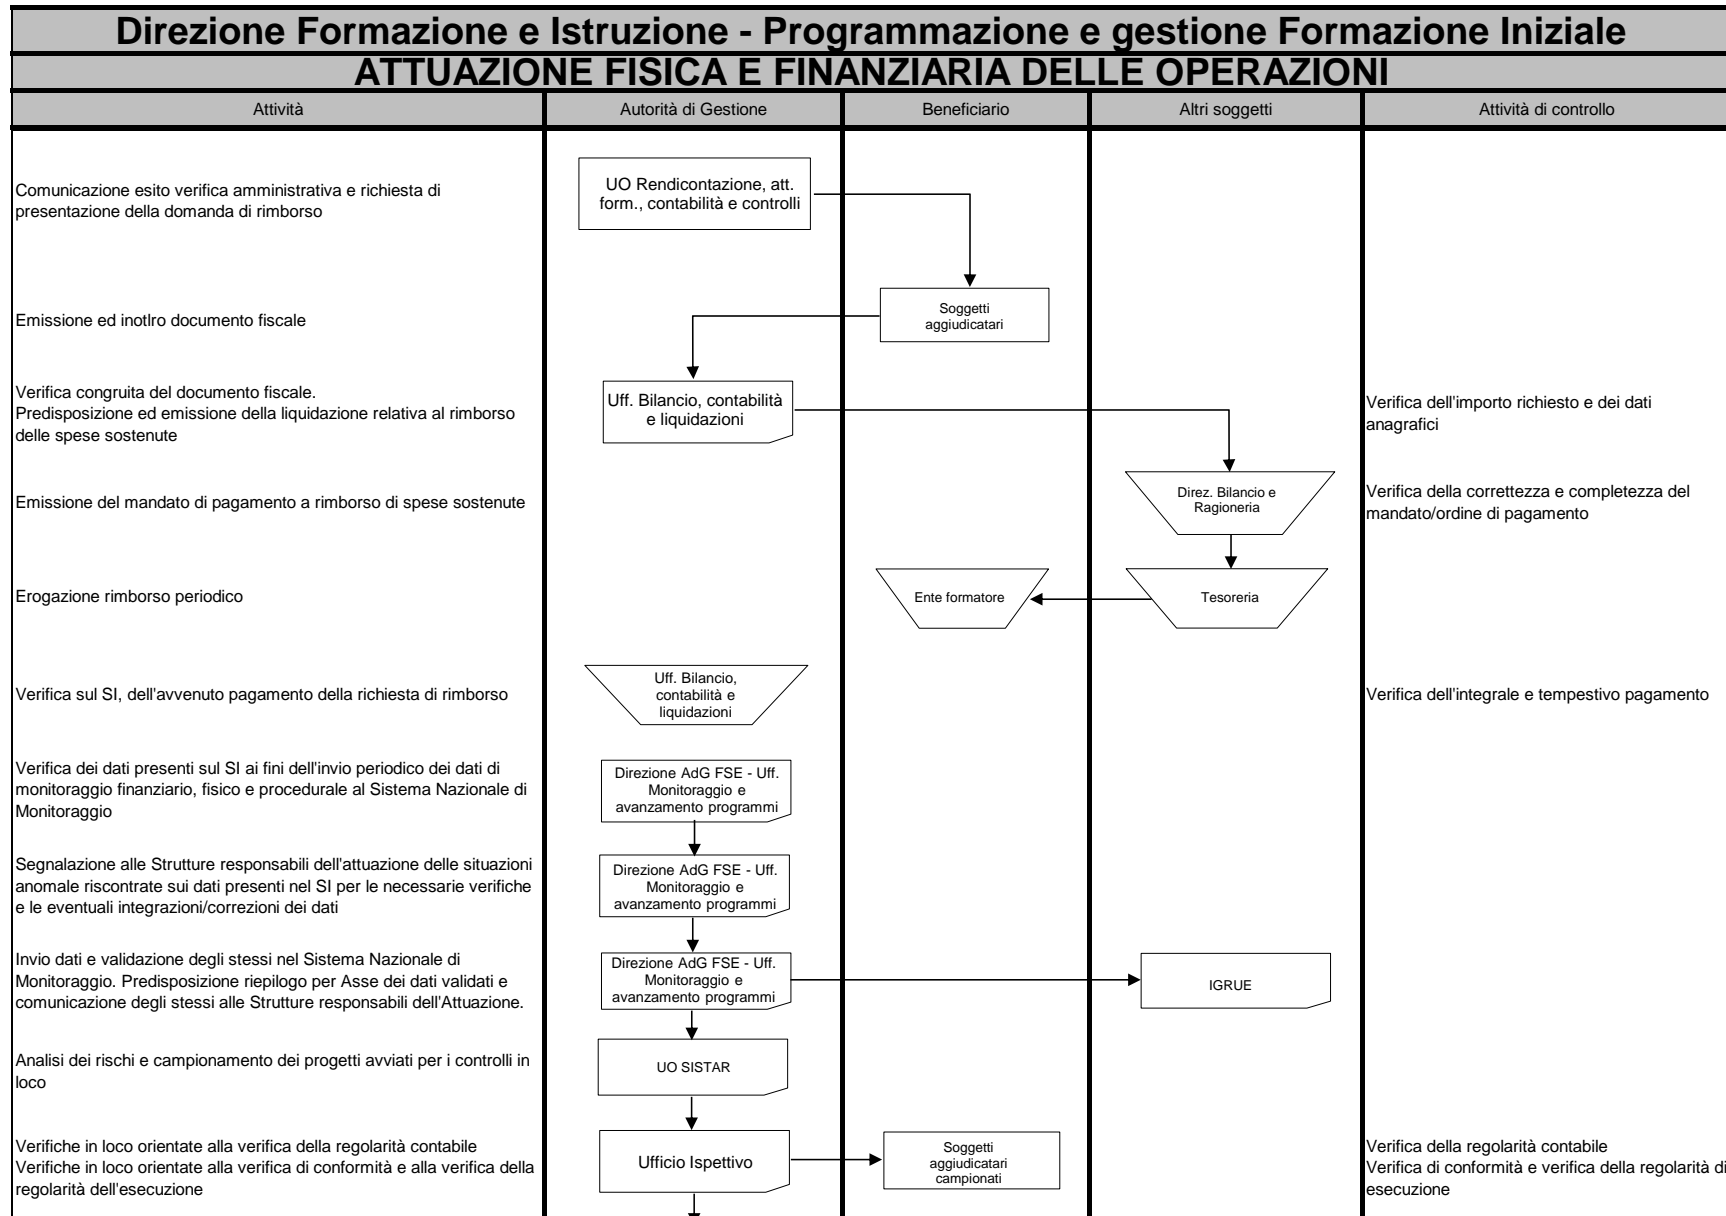 Direzione Formazione e Istruzione - Programmazione e gestione Formazione Iniziale
ATTUAZIONE FISICA E FINANZIARIA DELLE OPERAZIONI
Attività
Autorità di Gestione
Beneficiario
Altri soggetti
Attività di controllo
Comunicazione esito verifica amministrativa e richiesta di
presentazione della domanda di rimborso
UO Rendicontazione, att.
form., contabilità e controlli
Emissione ed inotlro documento fiscale
Soggetti
aggiudicatari
Verifica congruita del documento fiscale.
Predisposizione ed emissione della liquidazione relativa al rimborso
delle spese sostenute
Uff. Bilancio, contabilità
e liquidazioni
Verifica dell'importo richiesto e dei dati
anagrafici
Emissione del mandato di pagamento a rimborso di spese sostenute
Direz. Bilancio e
Ragioneria
Verifica della correttezza e completezza del
mandato/ordine di pagamento
Erogazione rimborso periodico
Ente formatore
Tesoreria
Verifica sul SI, dell'avvenuto pagamento della richiesta di rimborso
Uff. Bilancio,
contabilità e
liquidazioni
Verifica dell'integrale e tempestivo pagamento
Verifica dei dati presenti sul SI ai fini dell'invio periodico dei dati di
monitoraggio finanziario, fisico e procedurale al Sistema Nazionale di
Monitoraggio
Direzione AdG FSE - Uff.
Monitoraggio e
avanzamento programmi
Segnalazione alle Strutture responsabili dell'attuazione delle situazioni
anomale riscontrate sui dati presenti nel SI per le necessarie verifiche
e le eventuali integrazioni/correzioni dei dati
Direzione AdG FSE - Uff.
Monitoraggio e
avanzamento programmi
Invio dati e validazione degli stessi nel Sistema Nazionale di
Monitoraggio. Predisposizione riepilogo per Asse dei dati validati e
comunicazione degli stessi alle Strutture responsabili dell'Attuazione.
Direzione AdG FSE - Uff.
Monitoraggio e
avanzamento programmi
IGRUE
Analisi dei rischi e campionamento dei progetti avviati per i controlli in
loco
UO SISTAR
Verifiche in loco orientate alla verifica della regolarità contabile
Verifiche in loco orientate alla verifica di conformità e alla verifica della
regolarità dell'esecuzione
Ufficio Ispettivo
Soggetti
aggiudicatari
campionati
Verifica della regolarità contabile
Verifica di conformità e verifica della regolarità di
esecuzione